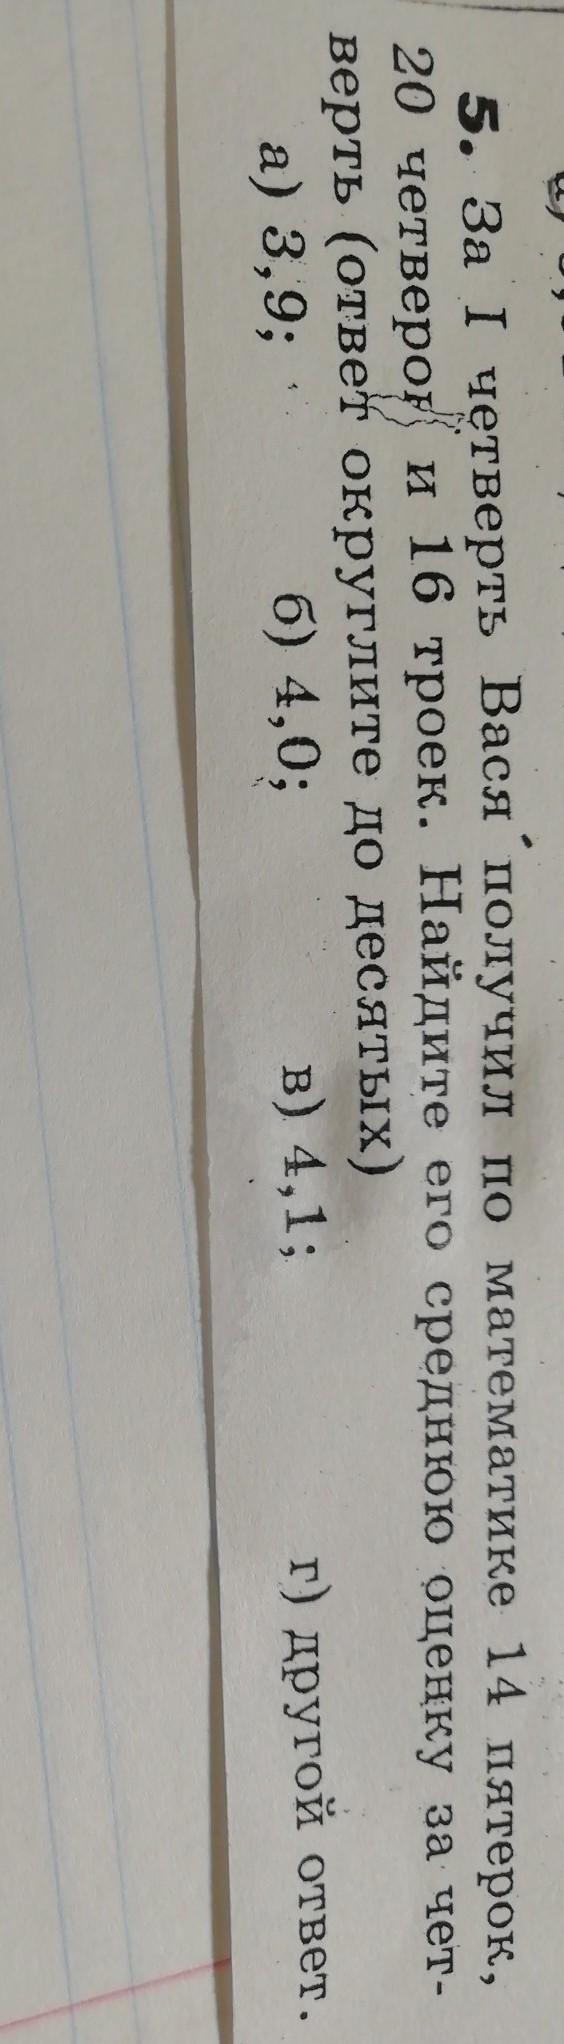 5. За I четверть Вася получил по математике 14 пятерок,
20 четверок и 16 троек. Найдите его среднюю оценку за чет-
верть (ответ округлите до десятых)
а) 3,9; б) 4,0; в) 4,1; г) другой ответ.